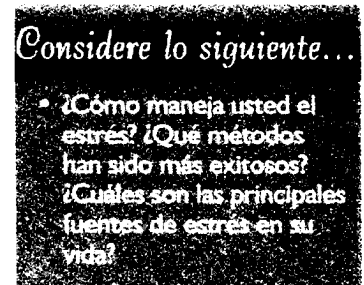 Considere lo siguiente...
• ¿Cómo maneja usted el
estrés? ¿Qué métodos
han sido más exitosos?
¿Cuáles son las principales
fuentes de estrés en su
vida?